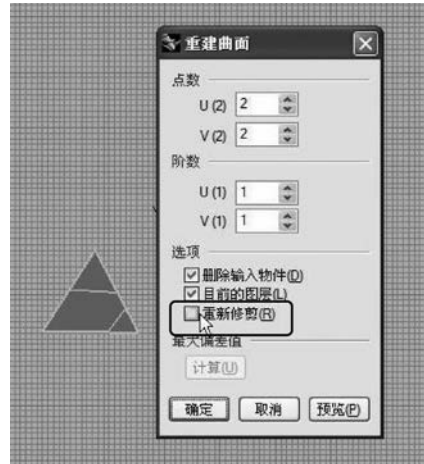 重建曲面
点数
U (2) 2
V (2) 2
阶数
U (1) 1
V (1) 1
选项
删除输入物件(D)
目前的图层(L)
重新修剪(R)
最大偏差值
计算(U)
确定 取消 预览(P)